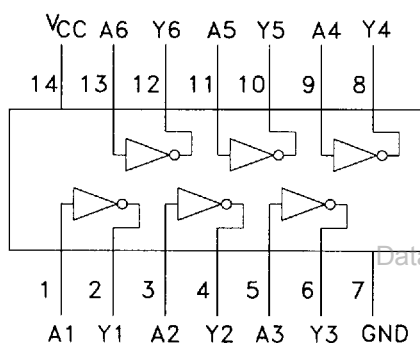 VCC A6 Y6 A5 Y5 A4 Y4
14 13 12 11 10 9 8
Data
1 2 3 4 5 6 7
A1 Y1 A2 Y2 A3 Y3 GND